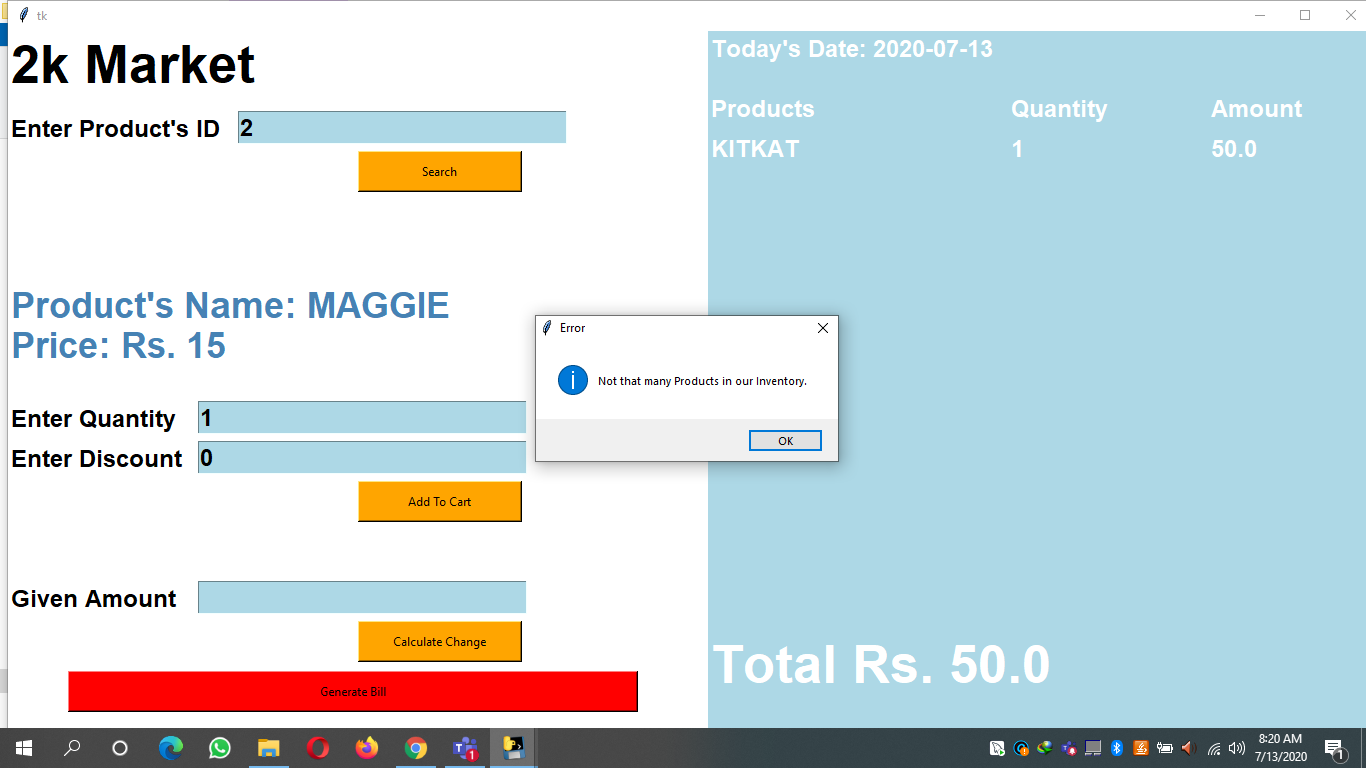 tk
2k Market
Enter Product's ID 2
Search
Product's Name: MAGGIE
Price: Rs. 15
Enter Quantity 1
Enter Discount 0
Add To Cart
Given Amount
Calculate Change
Generate Bill
Today's Date: 2020-07-13
Products Quantity Amount
KITKAT 1 50.0
Total Rs. 50.0
Error
Not that many Products in our Inventory.
OK
1
8:20 AM
7/13/2020
1